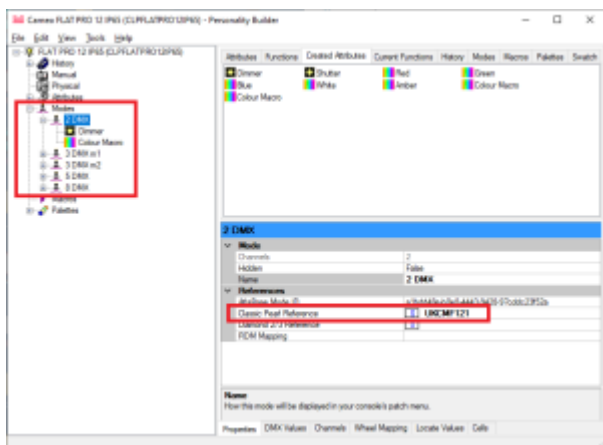 Cameo FLAT PRO 12 IP65 (CLPFLATPRO12IP65) - Personality Builder
File Edit View Tools Help
FLAT PRO 12 IP65 (CLPFLATPRO12IP65)
History
Manual
Physical
Attributes
Modes
2 DMX
Dimmer
Colour Macro
3 DMX m1
3 DMX m2
5 DMX
Macros
Palettes
Attributes Functions Created Attributes Current Functions History Modes Macros Palettes Swatch
Dimmer Shutter Red Green
Blue White Amber Colour Macro
Colour Macro
2 DMX
Mode
Channels 2
Hidden False
Name 2 DMX
References
Classic Pearl Reference
Diamond 2/3 Reference
RDM Mapping
Name
How this mode will be displayed in your console's patch menu.
Properties DMX Values Channels Wheel Mapping Locate Values Cells